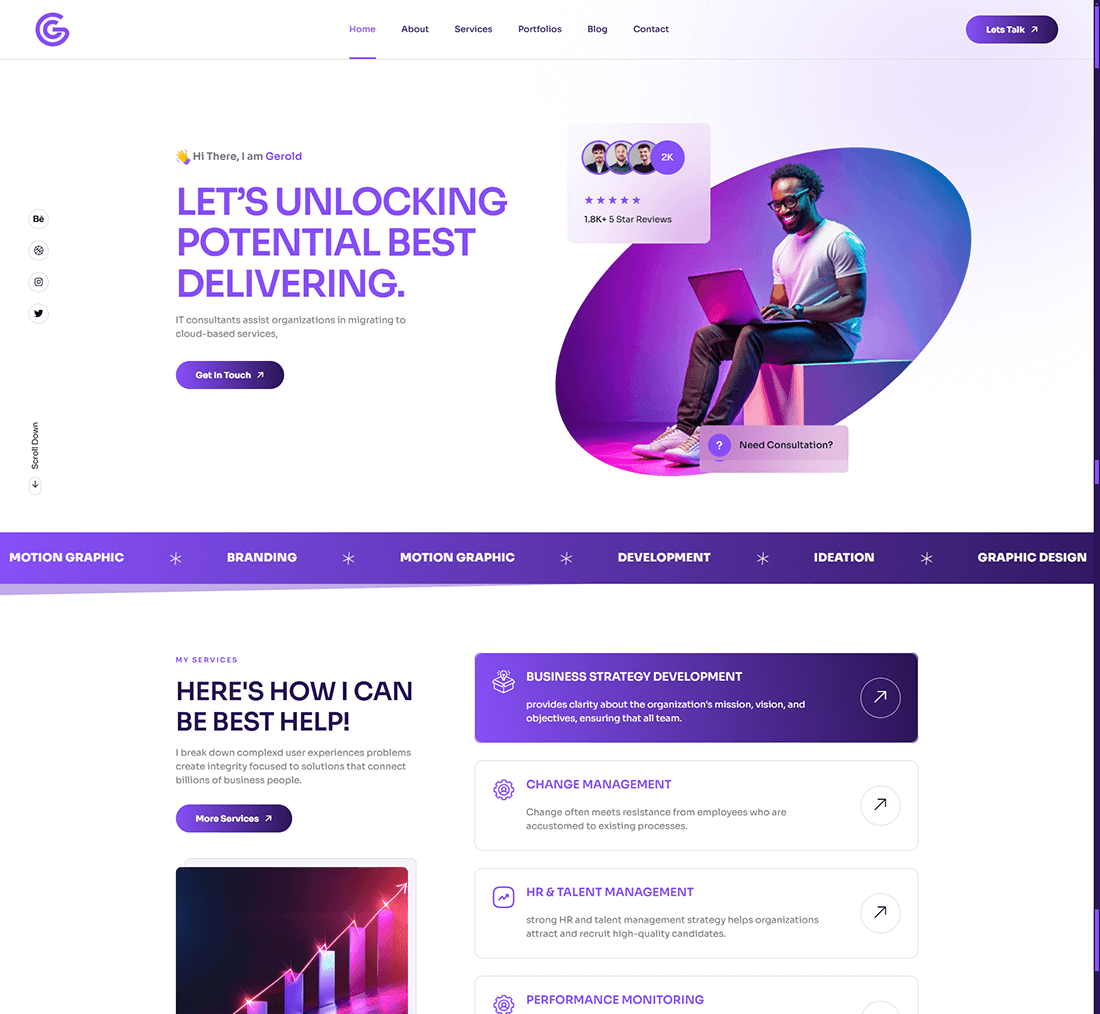 Home
About
Services
Portfolios
Blog
Contact
Lets Talk
👋 Hi There, I am Gerold
LET’S UNLOCKING
POTENTIAL BEST
DELIVERING.
IT consultants assist organizations in migrating to
cloud-based services,
Get In Touch
2K
1.8K+ 5 Star Reviews
? Need Consultation?
Bē
Scroll Down
MOTION GRAPHIC
BRANDING
MOTION GRAPHIC
DEVELOPMENT
IDEATION
GRAPHIC DESIGN
MY SERVICES
HERE'S HOW I CAN
BE BEST HELP!
I break down complexd user experiences problems
create integrity focused to solutions that connect
billions of business people.
More Services
BUSINESS STRATEGY DEVELOPMENT
provides clarity about the organization's mission, vision, and
objectives, ensuring that all team.
CHANGE MANAGEMENT
Change often meets resistance from employees who are
accustomed to existing processes.
HR & TALENT MANAGEMENT
strong HR and talent management strategy helps organizations
attract and recruit high-quality candidates.
PERFORMANCE MONITORING